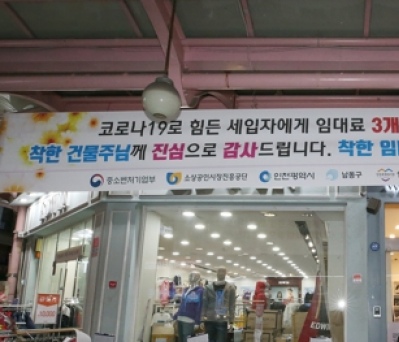 코로나19로 힘든 세입자에게 임대료 3개
착한 건물주님께 진심으로 감사드립니다. 착한 임
중소벤처기업부 소상공인시장진흥공단 인천광역시 남동구
EDWIN